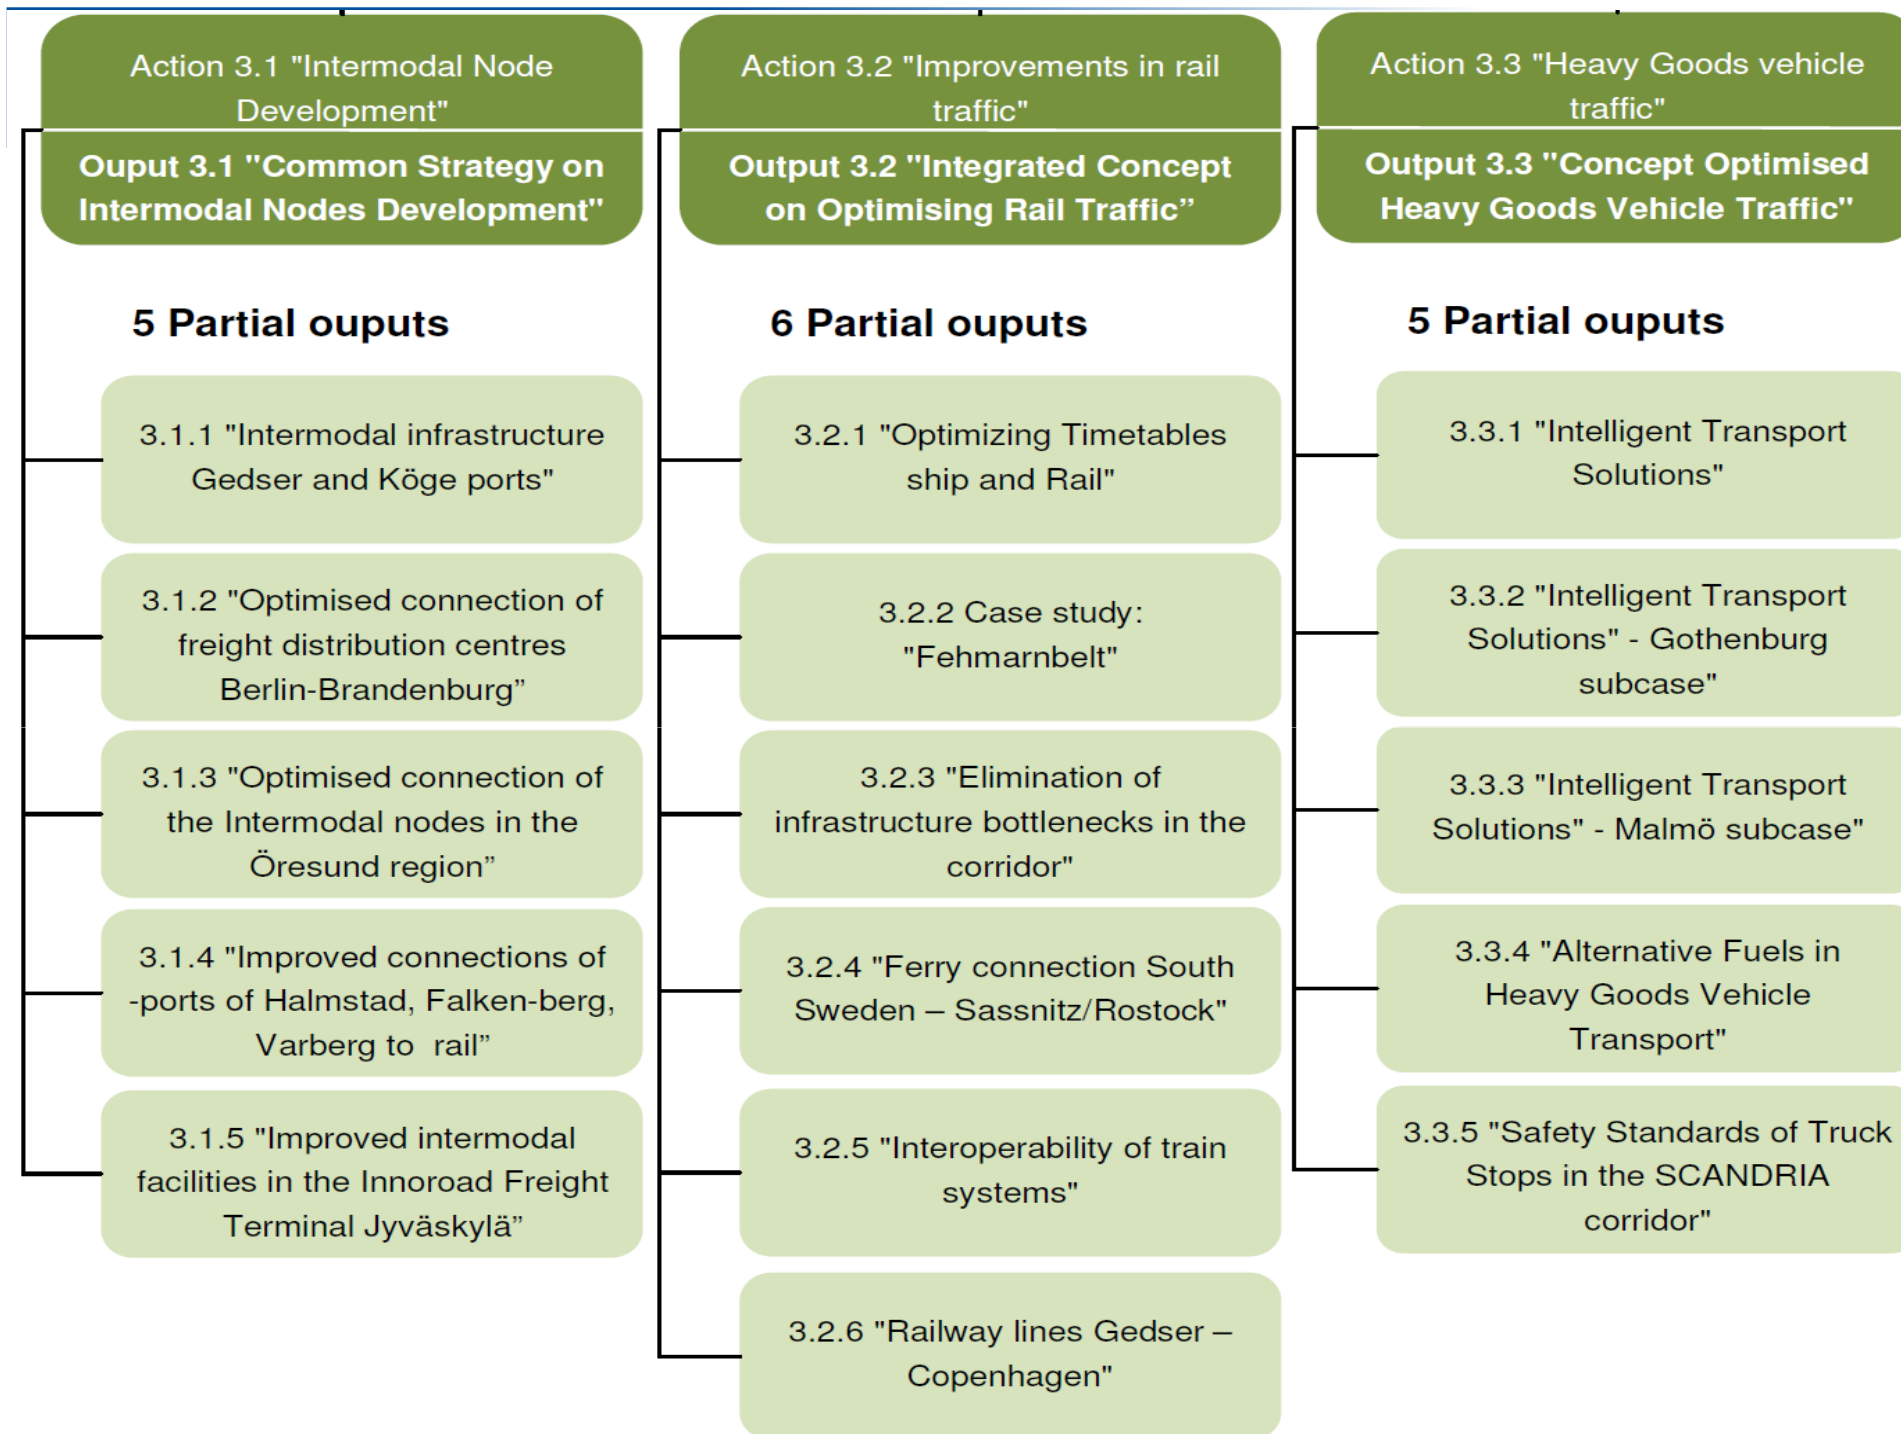 Action 3.1 "Intermodal Node
Development"
Ouput 3.1 "Common Strategy on
Intermodal Nodes Development"
5 Partial ouputs
3.1.1 "Intermodal infrastructure
Gedser and Köge ports"
3.1.2 "Optimised connection of
freight distribution centres
Berlin-Brandenburg”
3.1.3 "Optimised connection of
the Intermodal nodes in the
Öresund region”
3.1.4 "Improved connections of
-ports of Halmstad, Falken-berg,
Varberg to  rail”
3.1.5 "Improved intermodal
facilities in the Innoroad Freight
Terminal Jyväskylä”
Action 3.2 "Improvements in rail
traffic"
Output 3.2 "Integrated Concept
on Optimising Rail Traffic”
6 Partial ouputs
3.2.1 "Optimizing Timetables
ship and Rail"
3.2.2 Case study:
"Fehmarnbelt"
3.2.3 "Elimination of
infrastructure bottlenecks in the
corridor"
3.2.4 "Ferry connection South
Sweden – Sassnitz/Rostock"
3.2.5 "Interoperability of train
systems"
3.2.6 "Railway lines Gedser –
Copenhagen"
Action 3.3 "Heavy Goods vehicle
traffic"
Output 3.3 "Concept Optimised
Heavy Goods Vehicle Traffic"
5 Partial ouputs
3.3.1 "Intelligent Transport
Solutions"
3.3.2 "Intelligent Transport
Solutions" - Gothenburg
subcase"
3.3.3 "Intelligent Transport
Solutions" - Malmö subcase"
3.3.4 "Alternative Fuels in
Heavy Goods Vehicle
Transport"
3.3.5 "Safety Standards of Truck
Stops in the SCANDRIA
corridor"